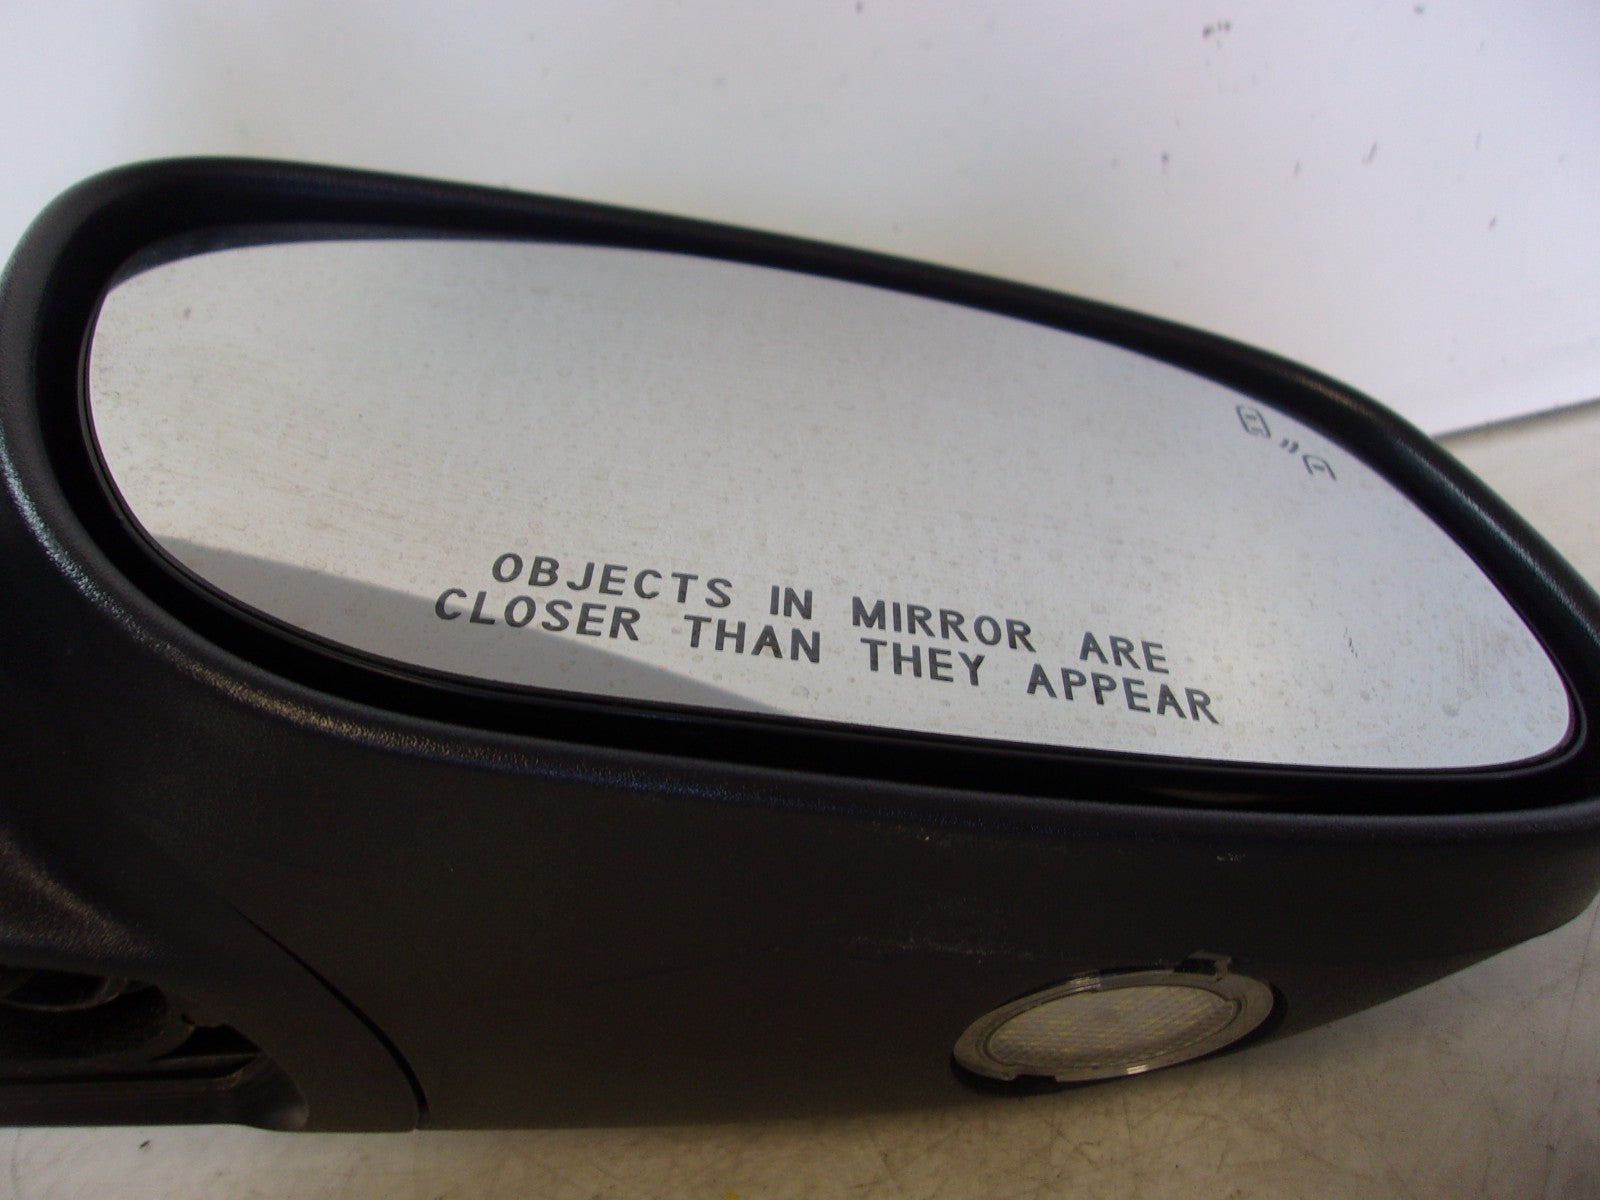 OBJECTS IN MIRROR ARE
CLOSER THAN THEY APPEAR